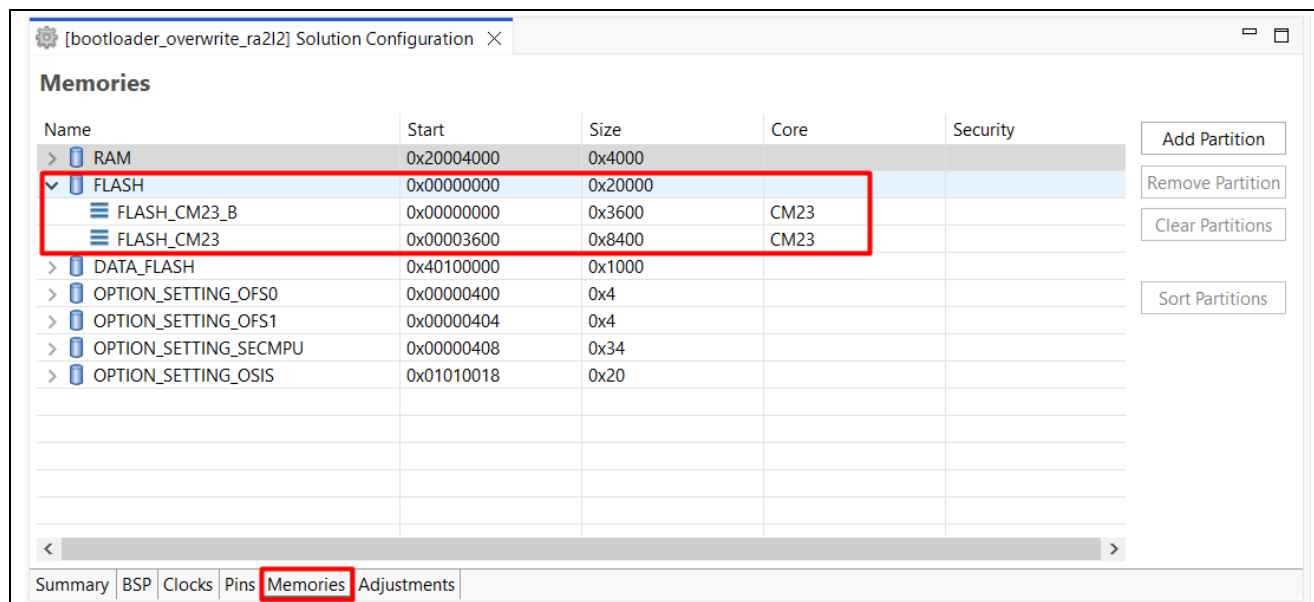 [bootloader_overwrite_ra2l2] Solution Configuration
Memories
Name Start Size Core Security
RAM 0x20004000 0x4000
FLASH 0x00000000 0x20000
FLASH_CM23_B 0x00000000 0x3600 CM23
FLASH_CM23 0x00003600 0x8400 CM23
DATA_FLASH 0x40100000 0x1000
OPTION_SETTING_OFS0 0x00000400 0x4
OPTION_SETTING_OFS1 0x00000404 0x4
OPTION_SETTING_SECMPU 0x00000408 0x34
OPTION_SETTING_OSIS 0x01010018 0x20
Add Partition
Remove Partition
Clear Partitions
Sort Partitions
Summary BSP Clocks Pins Memories Adjustments